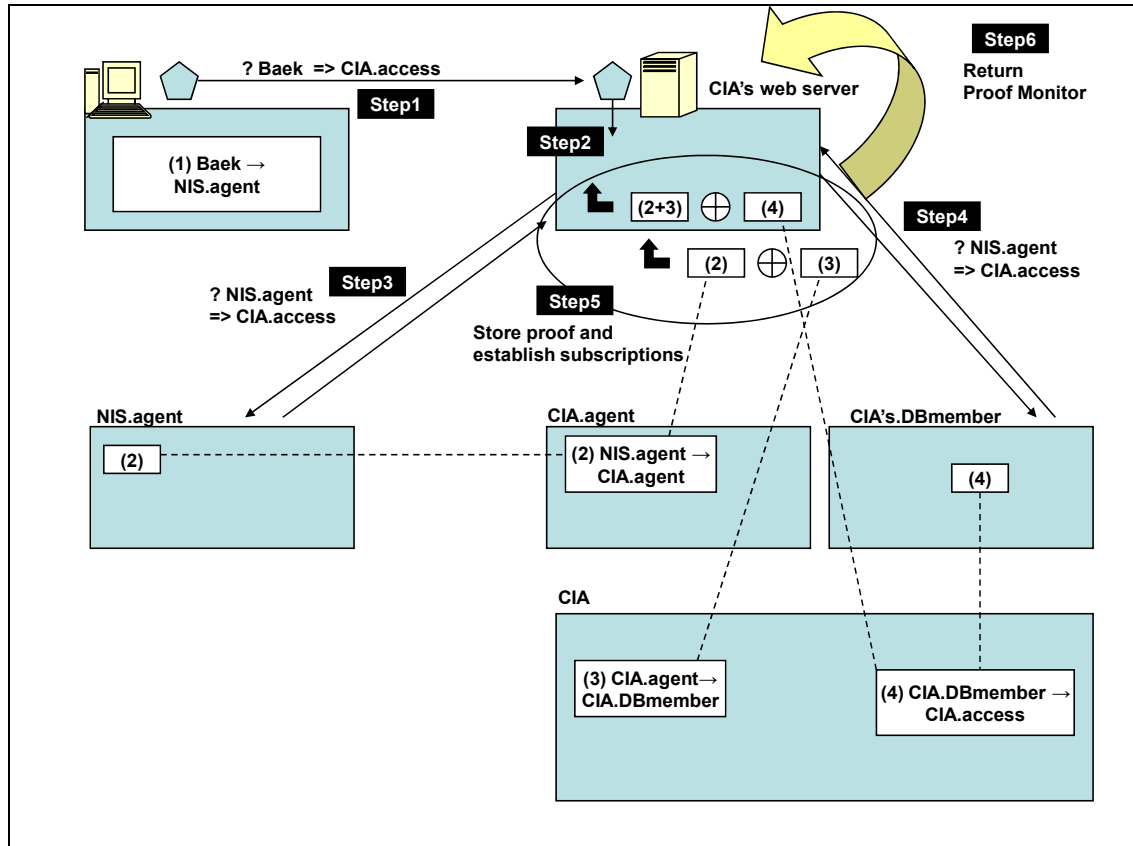 Step6
Return
Proof Monitor
? Baek => CIA.access
Step1
CIA's web server
(1) Baek →
NIS.agent
Step2
(2+3) ⊕ (4)
(2) ⊕ (3)
Step4
? NIS.agent
=> CIA.access
Step3
? NIS.agent
=> CIA.access
Step5
Store proof and
establish subscriptions
NIS.agent
(2)
CIA.agent
(2) NIS.agent →
CIA.agent
CIA's.DBmember
(4)
CIA
(3) CIA.agent→
CIA.DBmember
(4) CIA.DBmember →
CIA.access